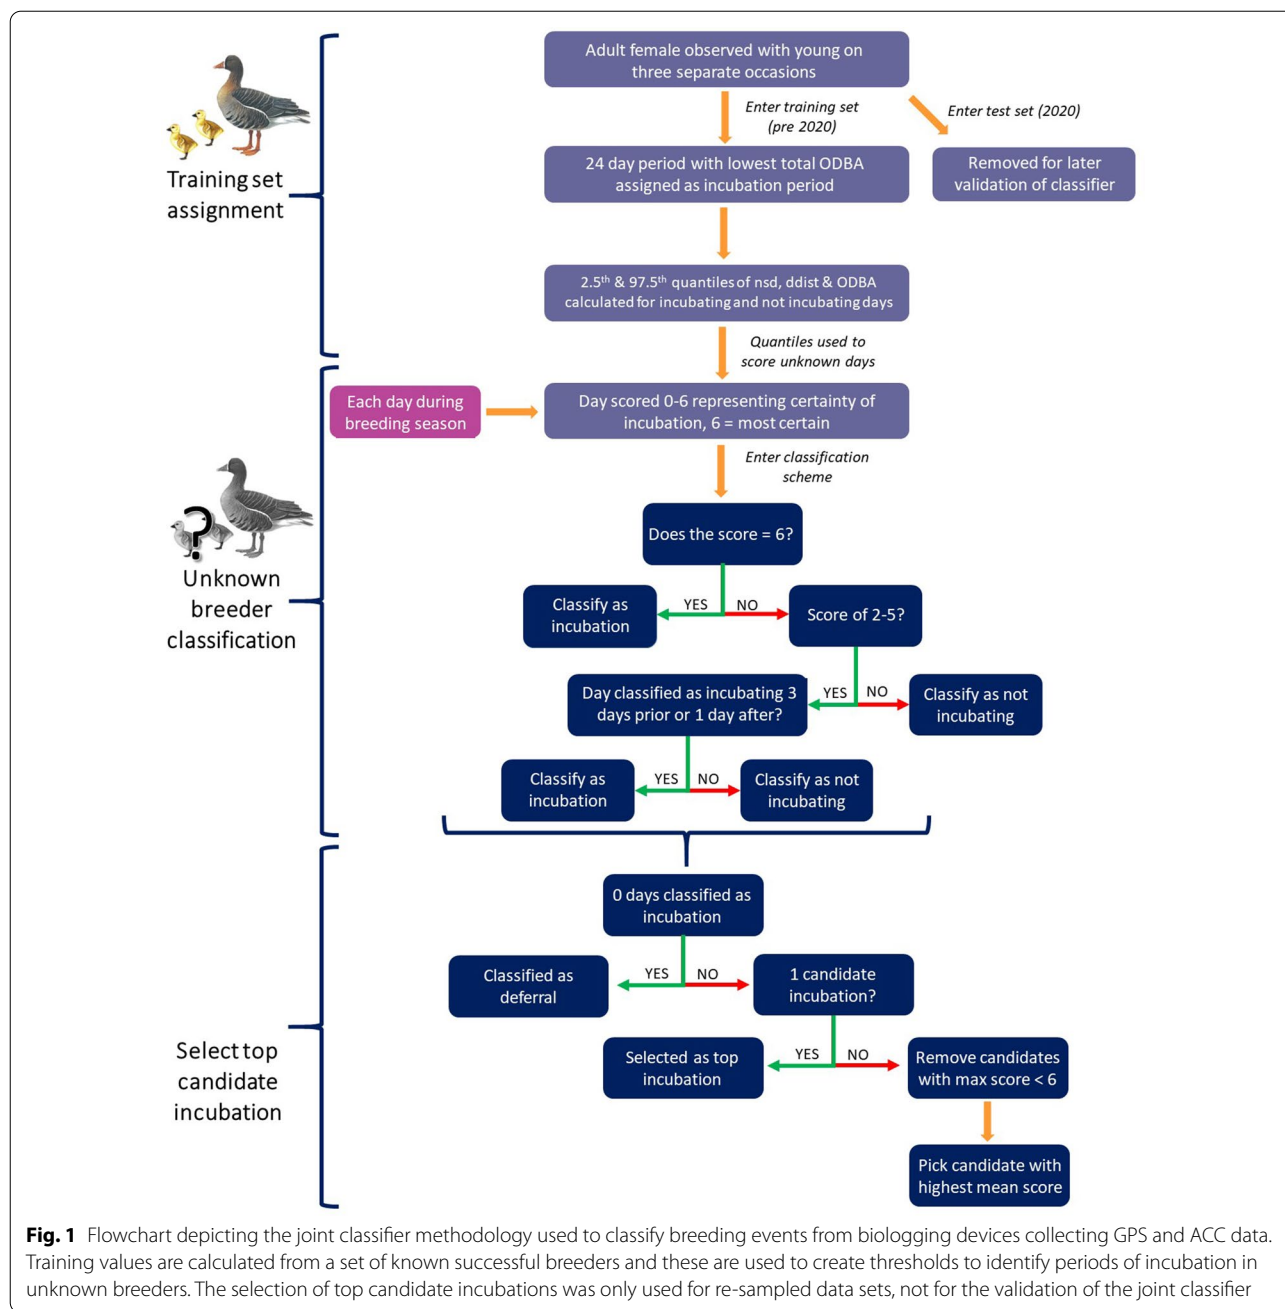 Adult female observed with young on
three separate occasions
Enter training set
(pre 2020)
Enter test set (2020)
Training set
assignment
24 day period with lowest total ODBA
assigned as incubation period
Removed for later
validation of classifier
2.5th & 97.5th quantiles of nsd, ddist & ODBA
calculated for incubating and not incubating days
Quantiles used to
score unknown days
Each day during
breeding season
Day scored 0-6 representing certainty of
incubation, 6 = most certain
Enter classification
scheme
?
Unknown
breeder
classification
Does the score = 6?
YES
NO
Classify as
incubation
Score of 2-5?
YES
NO
Day classified as incubating 3
days prior or 1 day after?
Classify as not
incubating
YES
NO
Classify as
incubation
Classify as not
incubating
0 days classified as
incubation
YES
NO
Classified as
deferral
1 candidate
incubation?
Select top
candidate
incubation
YES
NO
Selected as top
incubation
Remove candidates
with max score < 6
Pick candidate with
highest mean score
Fig. 1 Flowchart depicting the joint classifier methodology used to classify breeding events from biologging devices collecting GPS and ACC data.
Training values are calculated from a set of known successful breeders and these are used to create thresholds to identify periods of incubation in
unknown breeders. The selection of top candidate incubations was only used for re-sampled data sets, not for the validation of the joint classifier